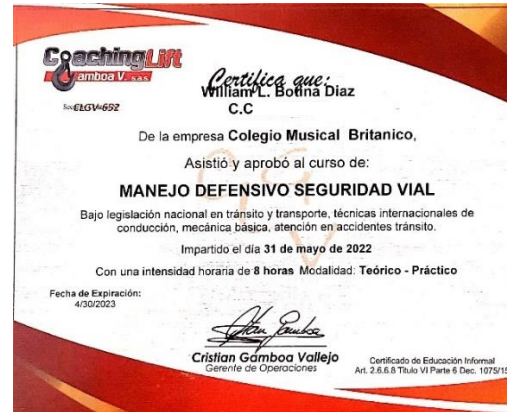 CoachingLift
Gamboa V. S.A.S
CLGV-652
Certifica que:
William L. Botina Diaz
C.C
De la empresa Colegio Musical Britanico,
Asistió y aprobó al curso de:
MANEJO DEFENSIVO SEGURIDAD VIAL
Bajo legislación nacional en tránsito y transporte, técnicas internacionales de
conducción, mecánica básica, atención en accidentes tránsito.
Impartido el día 31 de mayo de 2022
Con una intensidad horaria de 8 horas Modalidad: Teórico - Práctico
Fecha de Expiración:
4/30/2023
Cristian Gamboa Vallejo
Gerente de Operaciones
Certificado de Educación Informal
Art. 2.6.6.8 Titulo VI Parte 6 Dec. 1075/15